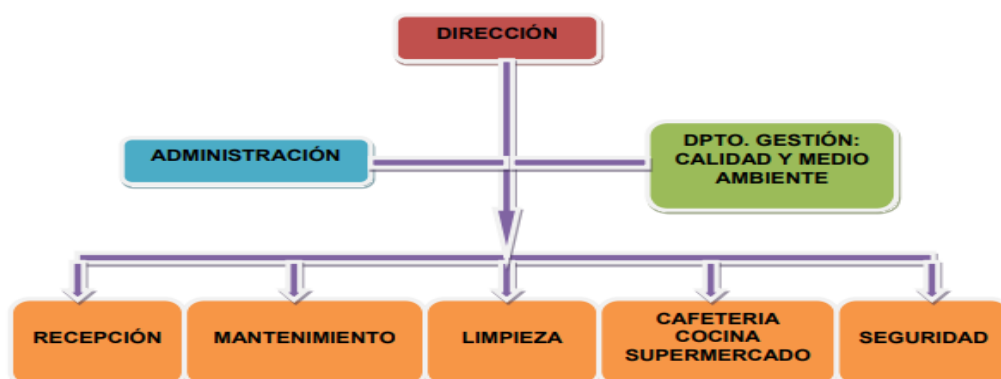 DIRECCIÓN
ADMINISTRACIÓN
DPTO. GESTIÓN:
CALIDAD Y MEDIO
AMBIENTE
RECEPCIÓN
MANTENIMIENTO
LIMPIEZA
CAFETERIA
COCINA
SUPERMERCADO
SEGURIDAD